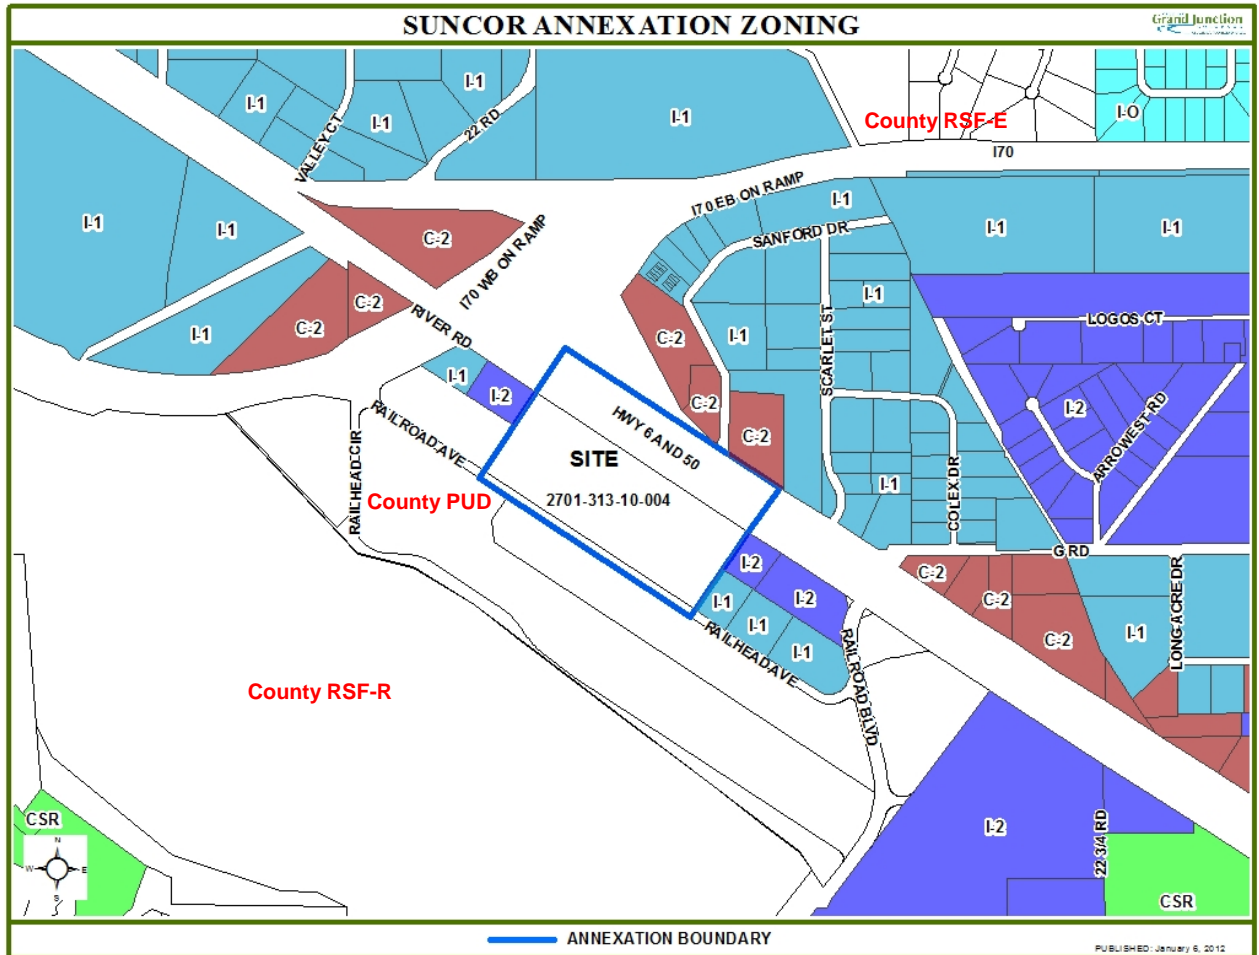 SUNCOR ANNEXATION ZONING
Grand Junction
I-1
I-1
I-1
22 RD
VALLEY CT
I-1
County RSF-E
I-O
I70
I70 EB ON RAMP
I-1
SANFORD DR
I-1
I-1
I-1
I-1
C-2
I70 WB ON RAMP
C-2
C-2
I-1
RIVER RD
I-1
I-2
C-2
C-2
C-2
I-1
I-1
SCARLET ST
LOGOS CT
I-2
ARROWEST RD
I-1
COLEX DR
G RD
HWY 6 AND 50
SITE
2701-313-10-004
RAILROAD AVE
RAILHEAD CIR
County PUD
I-2
I-2
I-1
I-1
I-1
RAILHEAD AVE
RAILROAD BLVD
C-2
C-2
C-2
I-1
LONG ACRE DR
County RSF-R
I-2
22 3/4 RD
CSR
CSR
N
W
E
S
ANNEXATION BOUNDARY
PUBLISHED: January 6, 2012